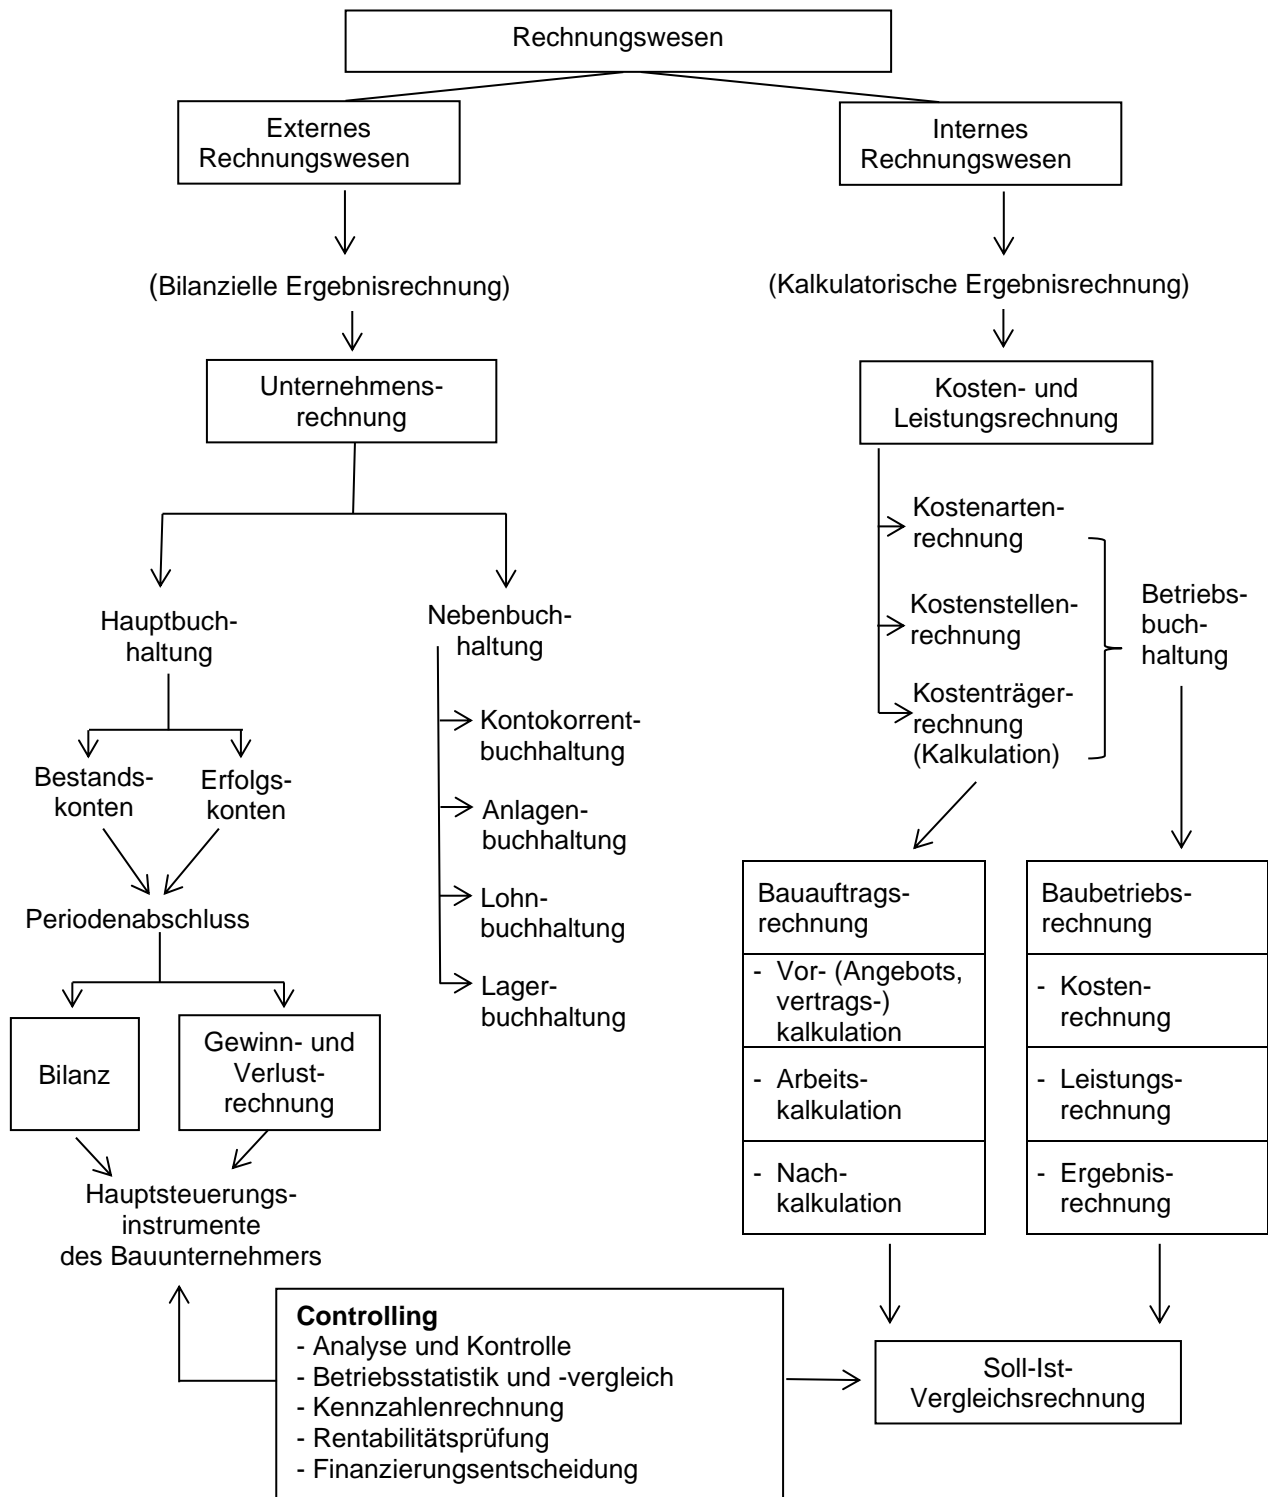 Rechnungswesen
Externes
Rechnungswesen
Internes
Rechnungswesen
(Bilanzielle Ergebnisrechnung)
(Kalkulatorische Ergebnisrechnung)
Unternehmens-
rechnung
Kosten- und
Leistungsrechnung
Hauptbuch-
haltung
Nebenbuch-
haltung
Kostenarten-
rechnung
Kostenstellen-
rechnung
Kostenträger-
rechnung
(Kalkulation)
Betriebs-
buch-
haltung
Bestands-
konten
Erfolgs-
konten
Kontokorrent-
buchhaltung
Anlagen-
buchhaltung
Lohn-
buchhaltung
Lager-
buchhaltung
Periodenabschluss
Bilanz
Gewinn- und
Verlust-
rechnung
Hauptsteuerungs-
instrumente
des Bauunternehmers
Bauauftrags-
rechnung
- Vor- (Angebots,
vertrags-)
kalkulation
- Arbeits-
kalkulation
- Nach-
kalkulation
Baubetriebs-
rechnung
- Kosten-
rechnung
- Leistungs-
rechnung
- Ergebnis-
rechnung
Controlling
- Analyse und Kontrolle
- Betriebsstatistik und -vergleich
- Kennzahlenrechnung
- Rentabilitätsprüfung
- Finanzierungsentscheidung
Soll-Ist-
Vergleichsrechnung